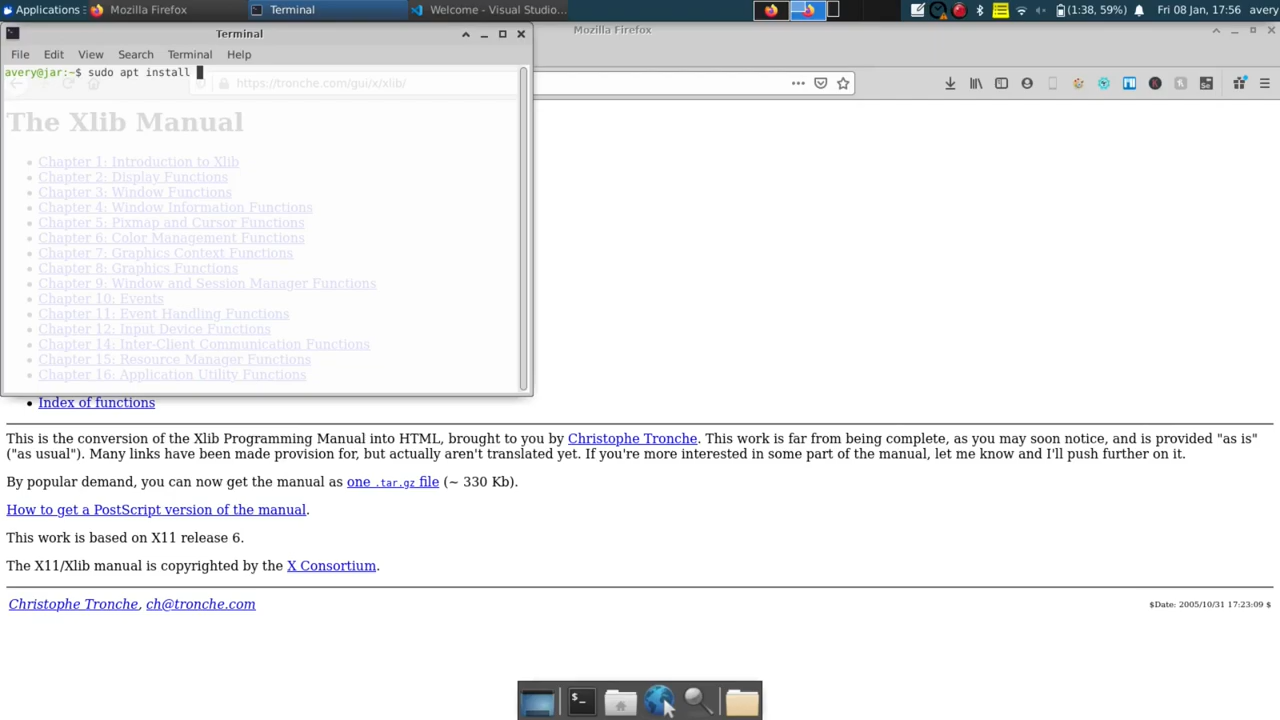 Applications
Mozilla Firefox
Terminal
Welcome - Visual Studio...
(1:38, 59%)
Fri 08 Jan, 17:56
avery
Terminal
Mozilla Firefox
File Edit View Search Terminal Help
avery@jar:~$ sudo apt install
https://tronche.com/gui/x/xlib/
The Xlib Manual
Chapter 1: Introduction to Xlib
Chapter 2: Display Functions
Chapter 3: Window Functions
Chapter 4: Window Information Functions
Chapter 5: Pixmap and Cursor Functions
Chapter 6: Color Management Functions
Chapter 7: Graphics Context Functions
Chapter 8: Graphics Functions
Chapter 9: Window and Session Manager Functions
Chapter 10: Events
Chapter 11: Event Handling Functions
Chapter 12: Input Device Functions
Chapter 14: Inter-Client Communication Functions
Chapter 15: Resource Manager Functions
Chapter 16: Application Utility Functions
Index of functions
This is the conversion of the Xlib Programming Manual into HTML, brought to you by Christophe Tronche. This work is far from being complete, as you may soon notice, and is provided "as is"
("as usual"). Many links have been made provision for, but actually aren't translated yet. If you're more interested in some part of the manual, let me know and I'll push further on it.
By popular demand, you can now get the manual as one .tar.gz file (~ 330 Kb).
How to get a PostScript version of the manual.
This work is based on X11 release 6.
The X11/Xlib manual is copyrighted by the X Consortium.
Christophe Tronche, ch@tronche.com
$Date: 2005/10/31 17:23:09 $
$_